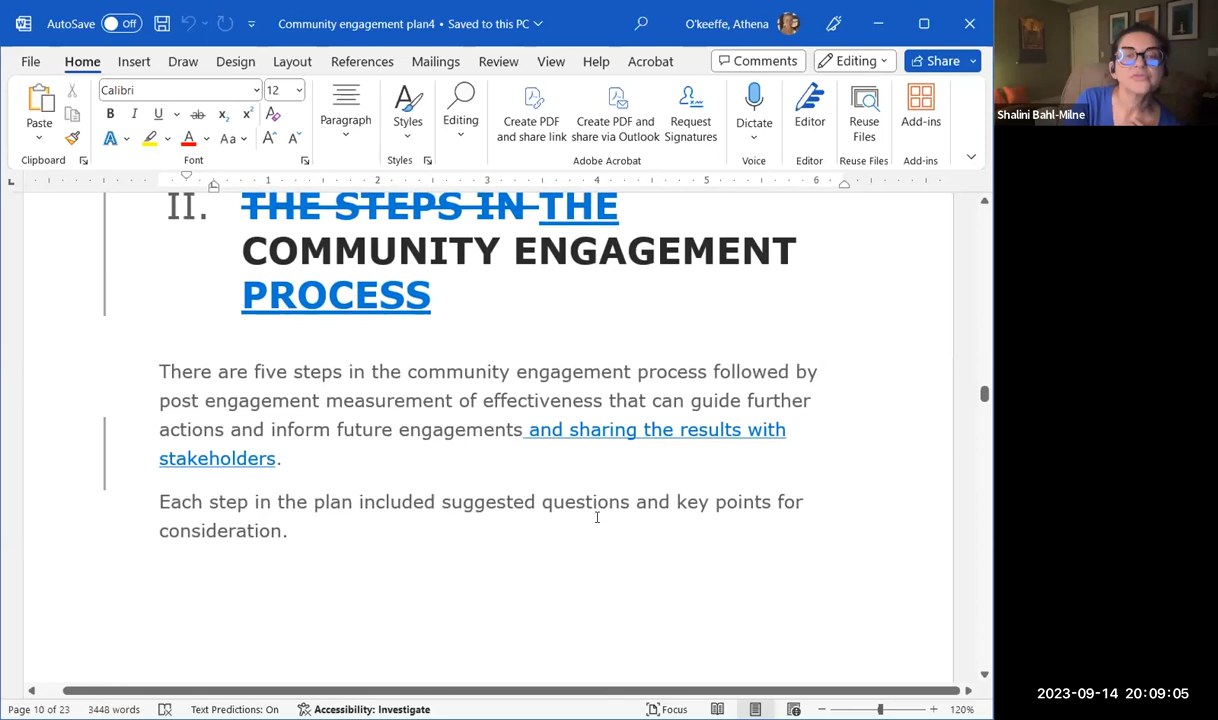 AutoSave Off Community engagement plan4 • Saved to this PC O'keeffe, Athena
File Home Insert Draw Design Layout References Mailings Review View Help Acrobat Comments Editing Share
Calibri 12
Paste Paragraph Styles Editing Create PDF and share link Create PDF and share via Outlook Request Signatures Dictate Editor Reuse Files Add-ins
Clipboard Font Styles Adobe Acrobat Voice Editor Reuse Files Add-ins
1 2 3 4 5 6
II. THE STEPS IN THE
COMMUNITY ENGAGEMENT
PROCESS
There are five steps in the community engagement process followed by
post engagement measurement of effectiveness that can guide further
actions and inform future engagements and sharing the results with
stakeholders.
Each step in the plan included suggested questions and key points for
consideration.
Page 10 of 23 3448 words Text Predictions: On Accessibility: Investigate Focus 120%
Shalini Bahl-Milne
2023-09-14 20:09:05